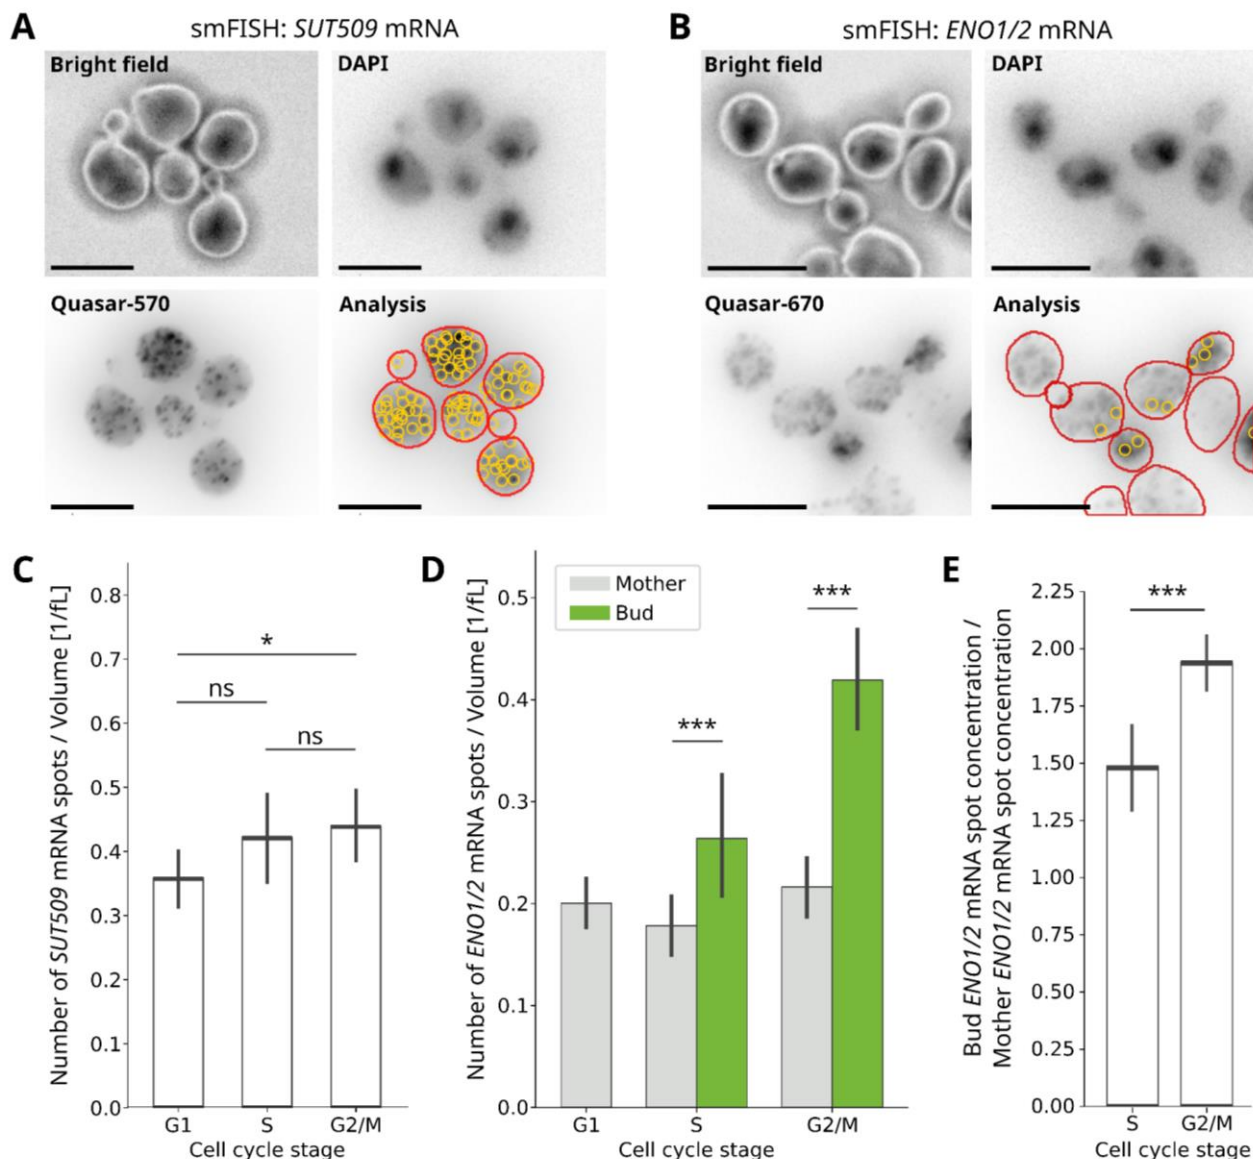 A
smFISH: SUT509 mRNA
Bright field
DAPI
Quasar-570
Analysis
B
smFISH: ENO1/2 mRNA
Bright field
DAPI
Quasar-670
Analysis
C
Number of SUT509 mRNA spots / Volume [1/fL]
0.8
0.7
0.6
0.5
0.4
0.3
0.2
0.1
0.0
*
ns
ns
G1 S G2/M
Cell cycle stage
D
Number of ENO1/2 mRNA spots / Volume [1/fL]
0.5
0.4
0.3
0.2
0.1
0.0
Mother
Bud
***
***
G1 S G2/M
Cell cycle stage
E
Bud ENO1/2 mRNA spot concentration /
Mother ENO1/2 mRNA spot concentration
2.25
2.00
1.75
1.50
1.25
1.00
0.75
0.50
0.25
0.00
***
S G2/M
Cell cycle stage